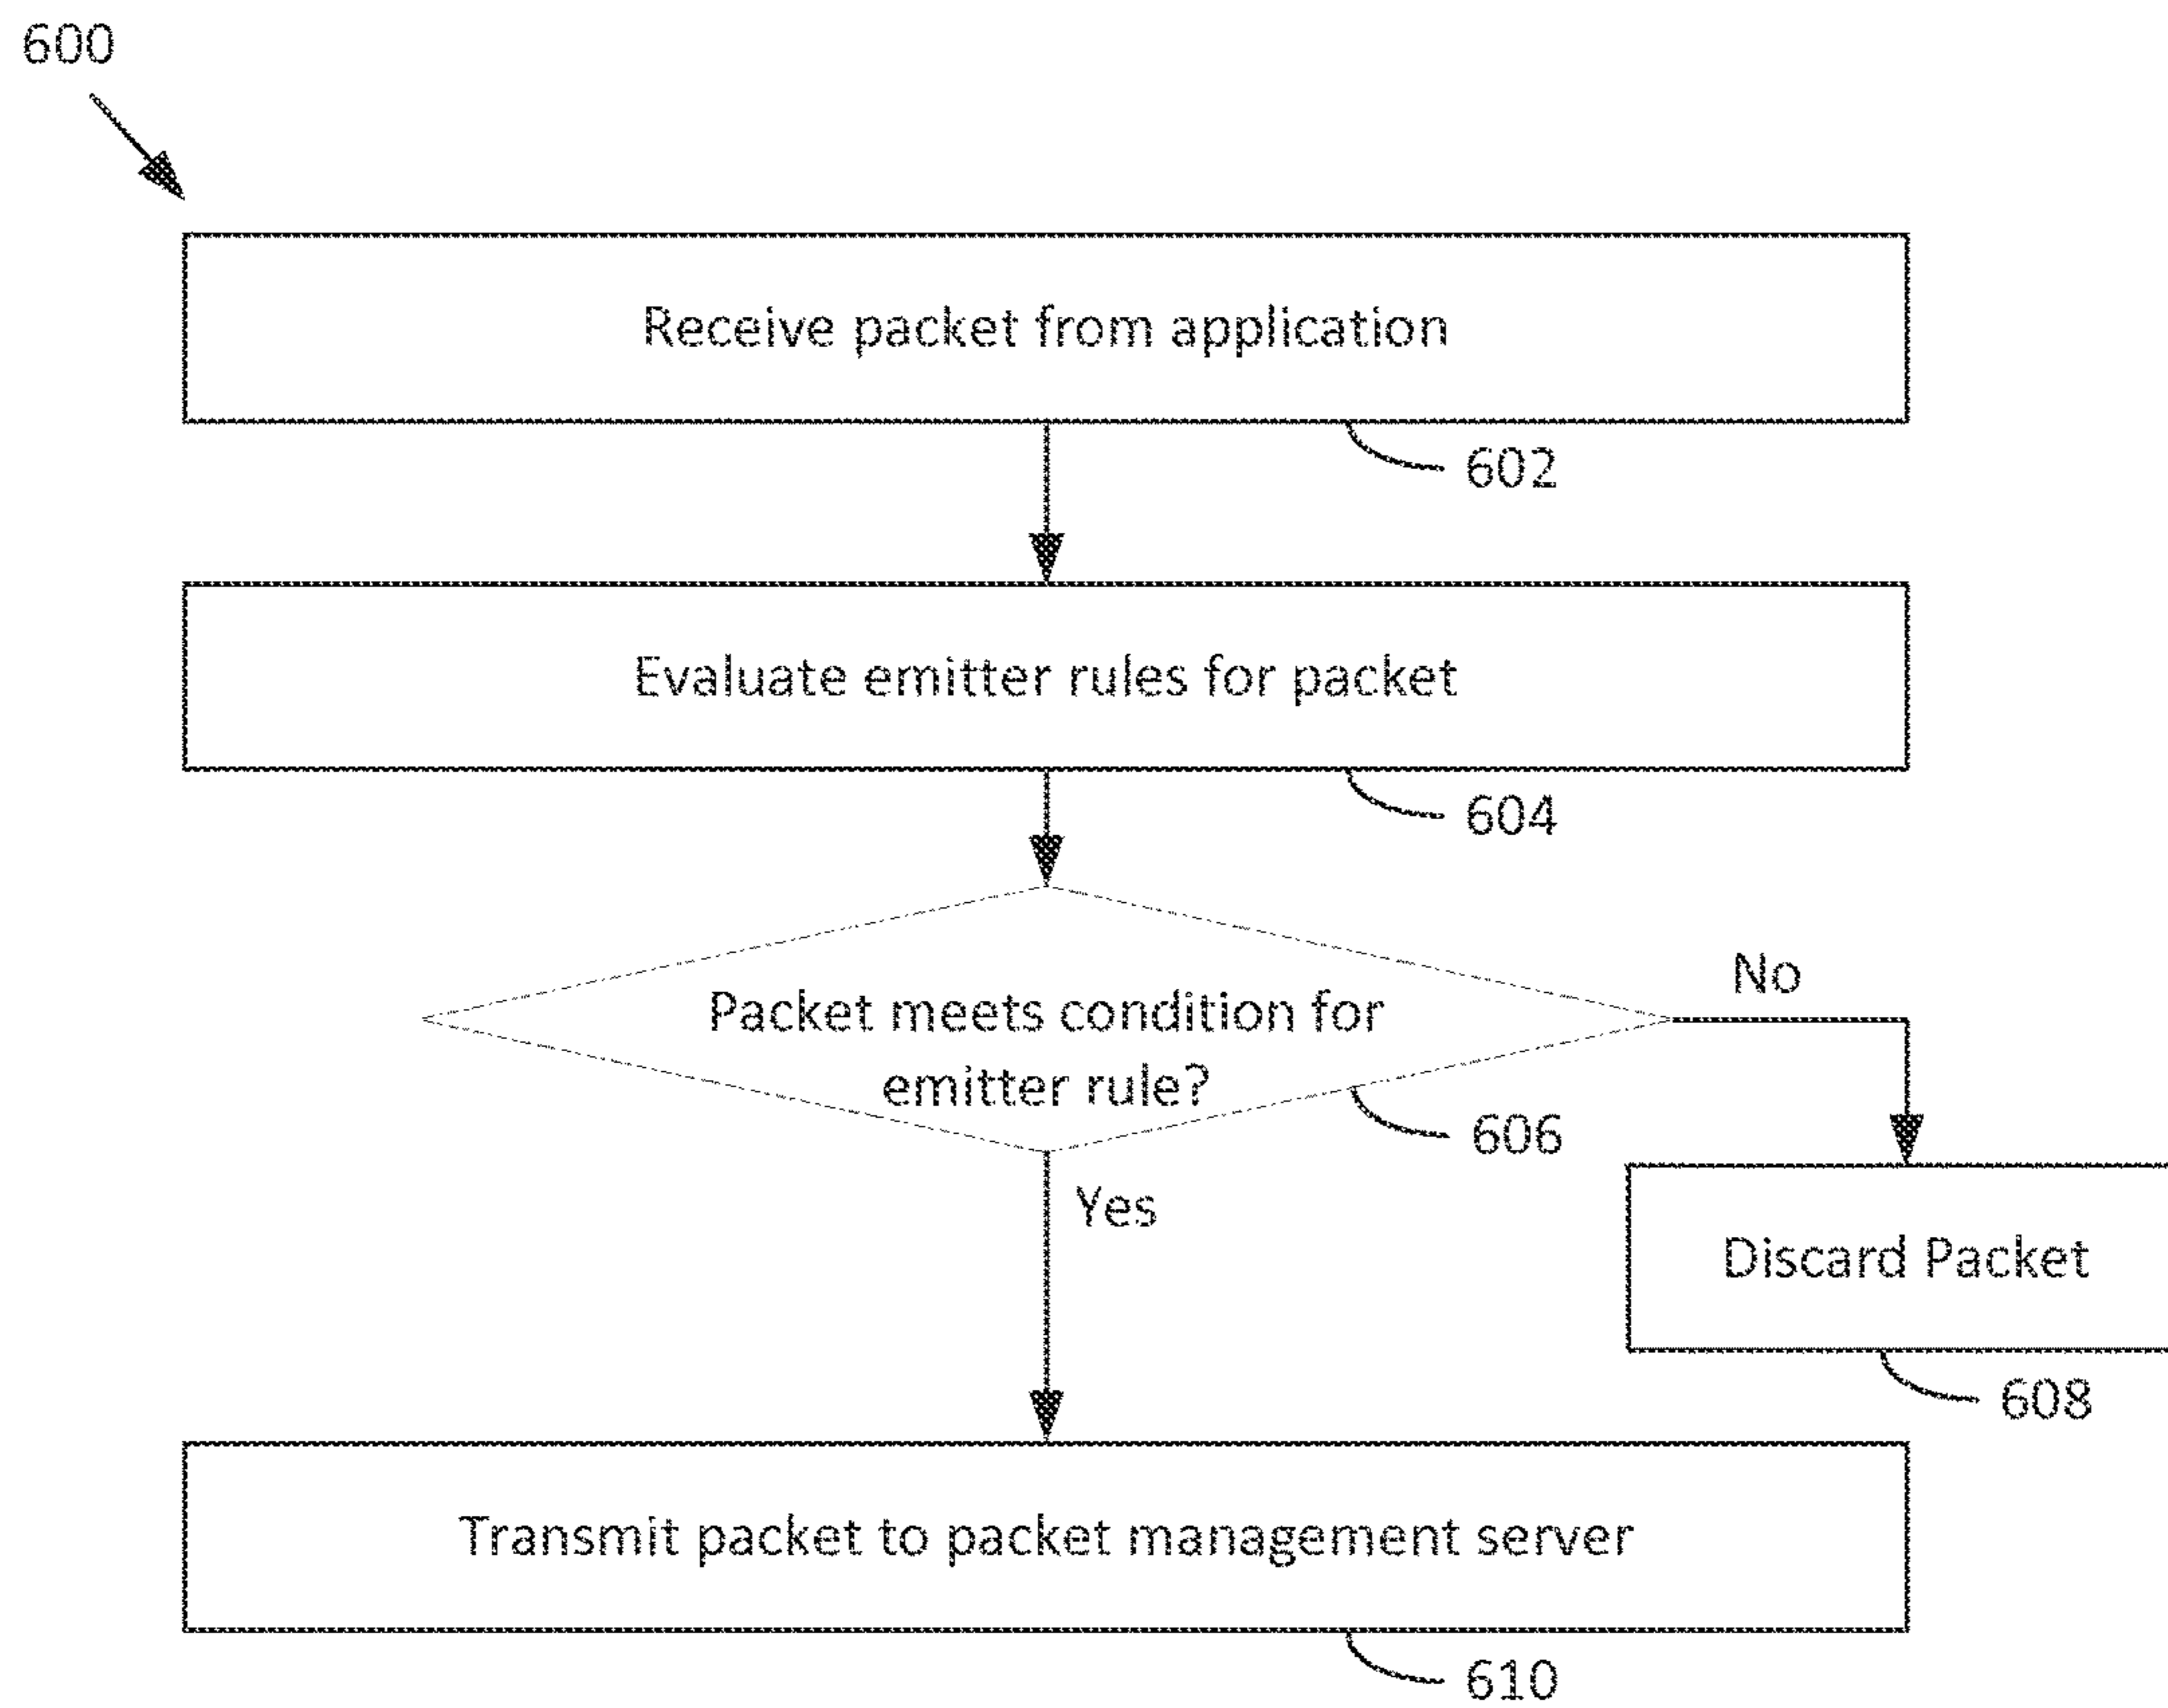 600
Receive packet from application
602
Evaluate emitter rules for packet
604
Packet meets condition for
emitter rule?
No
606
Yes
Discard Packet
608
Transmit packet to packet management server
610